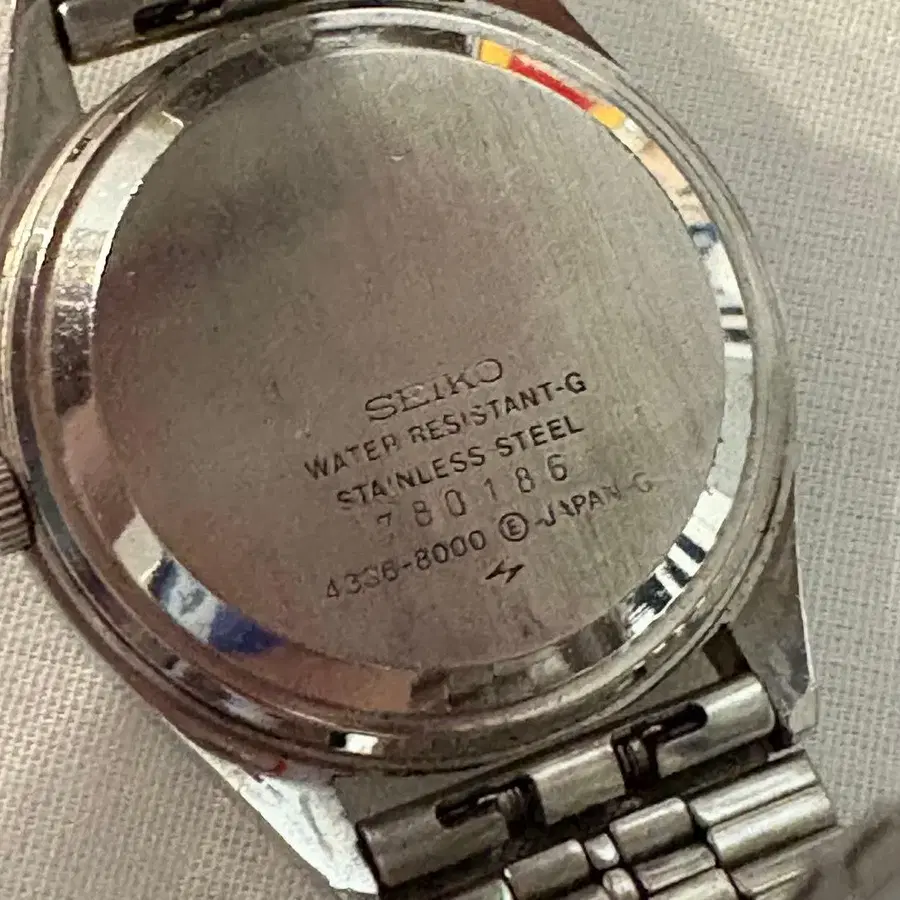 SEIKO
WATER RESISTANT-G
STAINLESS STEEL
780186
4336-8000 Ⓔ JAPAN-G